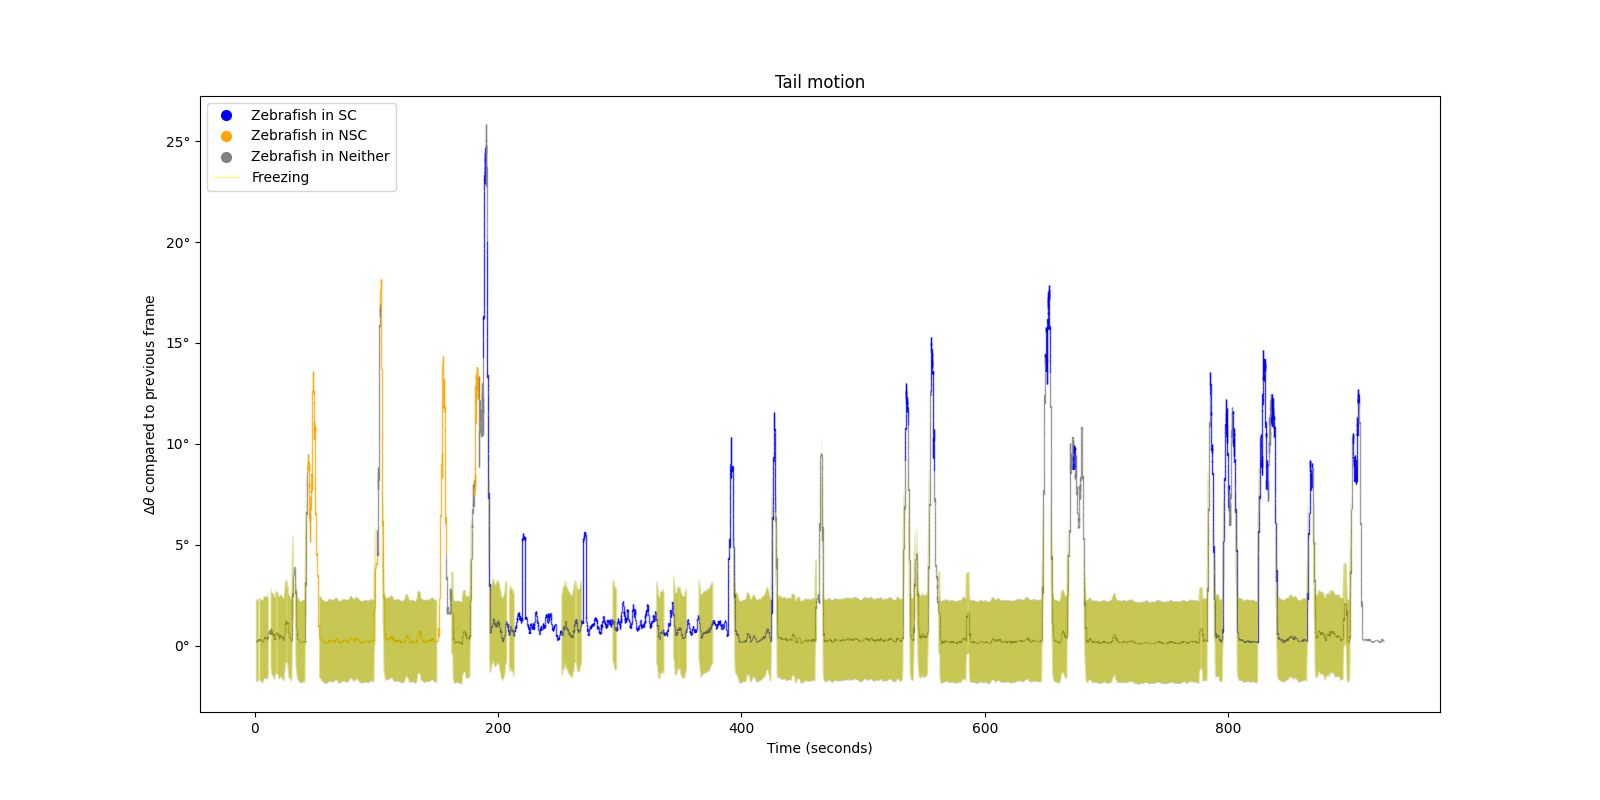 Tail motion
Zebrafish in SC
Zebrafish in NSC
Zebrafish in Neither
Freezing
25°
20°
15°
10°
5°
0°
Δθ compared to previous frame
0 200 400 600 800
Time (seconds)